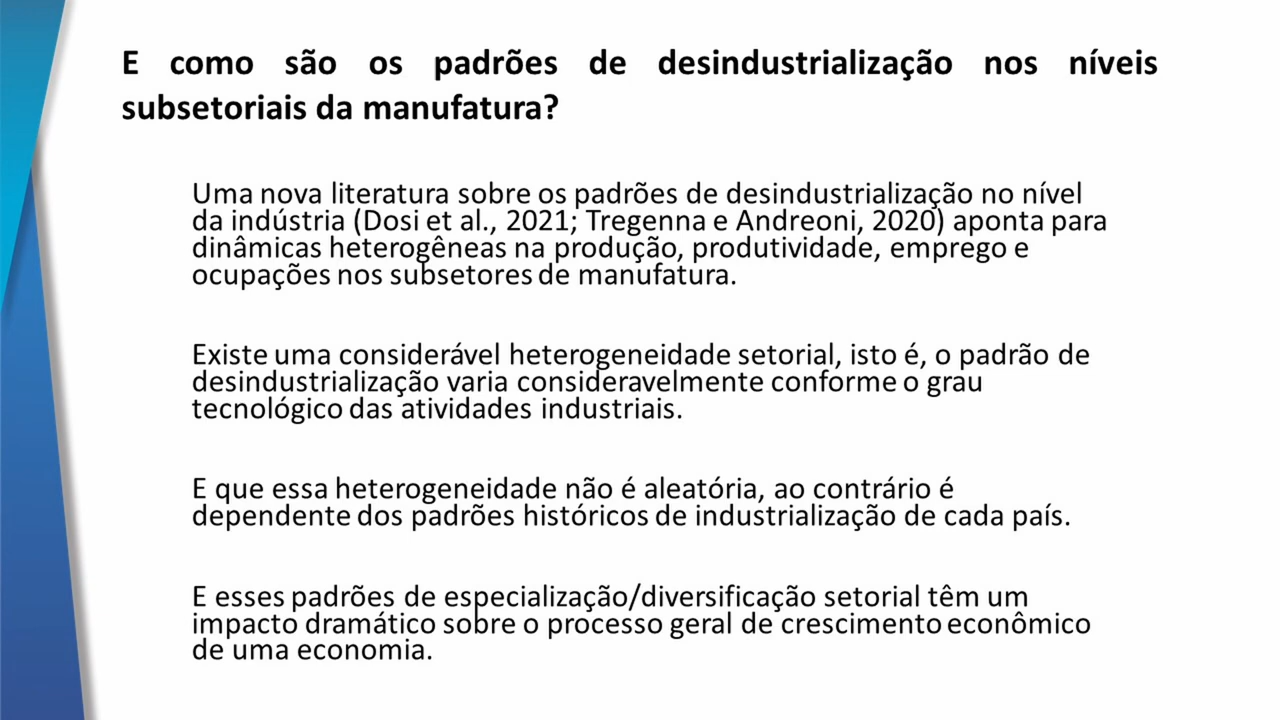 E como são os padrões de desindustrialização nos níveis
subsetoriais da manufatura?
Uma nova literatura sobre os padrões de desindustrialização no nível
da indústria (Dosi et al., 2021; Tregenna e Andreoni, 2020) aponta para
dinâmicas heterogêneas na produção, produtividade, emprego e
ocupações nos subsetores de manufatura.
Existe uma considerável heterogeneidade setorial, isto é, o padrão de
desindustrialização varia consideravelmente conforme o grau
tecnológico das atividades industriais.
E que essa heterogeneidade não é aleatória, ao contrário é
dependente dos padrões históricos de industrialização de cada país.
E esses padrões de especialização/diversificação setorial têm um
impacto dramático sobre o processo geral de crescimento econômico
de uma economia.